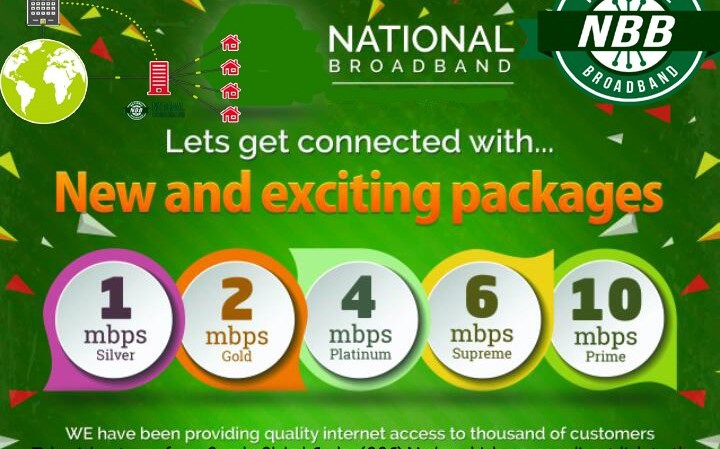 NATIONAL
BROADBAND
NBB
BROADBAND
NBB
Lets get connected with...
New and exciting packages
1
mbps
Silver
2
mbps
Gold
4
mbps
Platinum
6
mbps
Supreme
10
mbps
Prime
WE have been providing quality internet access to thousand of customers